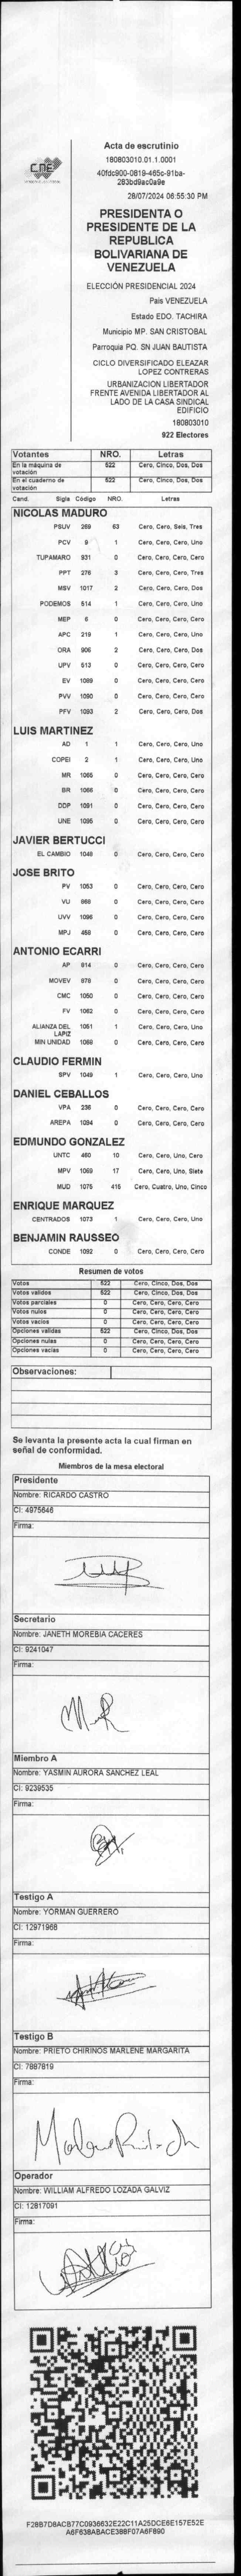 CNE
Acta de escrutinio
180803010.01.1.0001
40fdc900-0819-465c-91ba-
283bd9ac0a9e
28/07/2024 06:55:30 PM
PRESIDENTA O
PRESIDENTE DE LA
REPUBLICA
BOLIVARIANA DE
VENEZUELA
ELECCIÓN PRESIDENCIAL 2024
País VENEZUELA
Estado EDO. TACHIRA
Municipio MP. SAN CRISTOBAL
Parroquia PQ. SN JUAN BAUTISTA
CICLO DIVERSIFICADO ELEAZAR
LOPEZ CONTRERAS
URBANIZACION LIBERTADOR
FRENTE AVENIDA LIBERTADOR AL
LADO DE LA CASA SINDICAL
EDIFICIO
180803010
922 Electores
Votantes NRO. Letras
En la máquina de votación 522 Cero, Cinco, Dos, Dos
En el cuaderno de votación 522 Cero, Cinco, Dos, Dos
Cand. Sigla Código NRO. Letras
NICOLAS MADURO
PSUV 269 63 Cero, Cero, Seis, Tres
PCV 9 1 Cero, Cero, Cero, Uno
TUPAMARO 931 0 Cero, Cero, Cero, Cero
PPT 276 3 Cero, Cero, Cero, Tres
MSV 1017 2 Cero, Cero, Cero, Dos
PODEMOS 514 1 Cero, Cero, Cero, Uno
MEP 6 0 Cero, Cero, Cero, Cero
APC 219 1 Cero, Cero, Cero, Uno
ORA 906 2 Cero, Cero, Cero, Dos
UPV 513 0 Cero, Cero, Cero, Cero
EV 1089 0 Cero, Cero, Cero, Cero
PVV 1090 0 Cero, Cero, Cero, Cero
PFV 1093 2 Cero, Cero, Cero, Dos
LUIS MARTINEZ
AD 1 1 Cero, Cero, Cero, Uno
COPEI 2 1 Cero, Cero, Cero, Uno
MR 1065 0 Cero, Cero, Cero, Cero
BR 1066 0 Cero, Cero, Cero, Cero
DDP 1091 0 Cero, Cero, Cero, Cero
UNE 1095 0 Cero, Cero, Cero, Cero
JAVIER BERTUCCI
EL CAMBIO 1048 0 Cero, Cero, Cero, Cero
JOSE BRITO
PV 1053 0 Cero, Cero, Cero, Cero
VU 869 0 Cero, Cero, Cero, Cero
UVV 1096 0 Cero, Cero, Cero, Cero
MPJ 458 0 Cero, Cero, Cero, Cero
ANTONIO ECARRI
AP 914 0 Cero, Cero, Cero, Cero
MOVEV 878 0 Cero, Cero, Cero, Cero
CMC 1050 0 Cero, Cero, Cero, Cero
FV 1062 0 Cero, Cero, Cero, Cero
ALIANZA DEL LAPIZ 1051 1 Cero, Cero, Cero, Uno
MIN UNIDAD 1088 0 Cero, Cero, Cero, Cero
CLAUDIO FERMIN
SPV 1049 1 Cero, Cero, Cero, Uno
DANIEL CEBALLOS
VPA 236 0 Cero, Cero, Cero, Cero
AREPA 1094 0 Cero, Cero, Cero, Cero
EDMUNDO GONZALEZ
UNTC 460 10 Cero, Cero, Uno, Cero
MPV 1069 17 Cero, Cero, Uno, Siete
MUD 1075 415 Cero, Cuatro, Uno, Cinco
ENRIQUE MARQUEZ
CENTRADOS 1073 1 Cero, Cero, Cero, Uno
BENJAMIN RAUSSEO
CONDE 1092 0 Cero, Cero, Cero, Cero
Resumen de votos
Votos 522 Cero, Cinco, Dos, Dos
Votos validos 522 Cero, Cinco, Dos, Dos
Votos parciales 0 Cero, Cero, Cero, Cero
Votos nulos 0 Cero, Cero, Cero, Cero
Votos vacios 0 Cero, Cero, Cero, Cero
Opciones validas 522 Cero, Cinco, Dos, Dos
Opciones nulas 0 Cero, Cero, Cero, Cero
Opciones vacias 0 Cero, Cero, Cero, Cero
Observaciones:
Se levanta la presente acta la cual firman en
señal de conformidad.
Miembros de la mesa electoral
Presidente
Nombre: RICARDO CASTRO
CI: 4975646
Firma:
Secretario
Nombre: JANETH MOREBIA CACERES
CI: 9241047
Firma:
Miembro A
Nombre: YASMIN AURORA SANCHEZ LEAL
CI: 9239535
Firma:
Testigo A
Nombre: YORMAN GUERRERO
CI: 12971968
Firma:
Testigo B
Nombre: PRIETO CHIRINOS MARLENE MARGARITA
CI: 7887819
Firma:
Operador
Nombre: WILLIAM ALFREDO LOZADA GALVIZ
CI: 12817091
Firma:
F28B7D8ACB77C0936632E22C11A25DCE6E157E52E
A6F638ABACE388F07A6F890